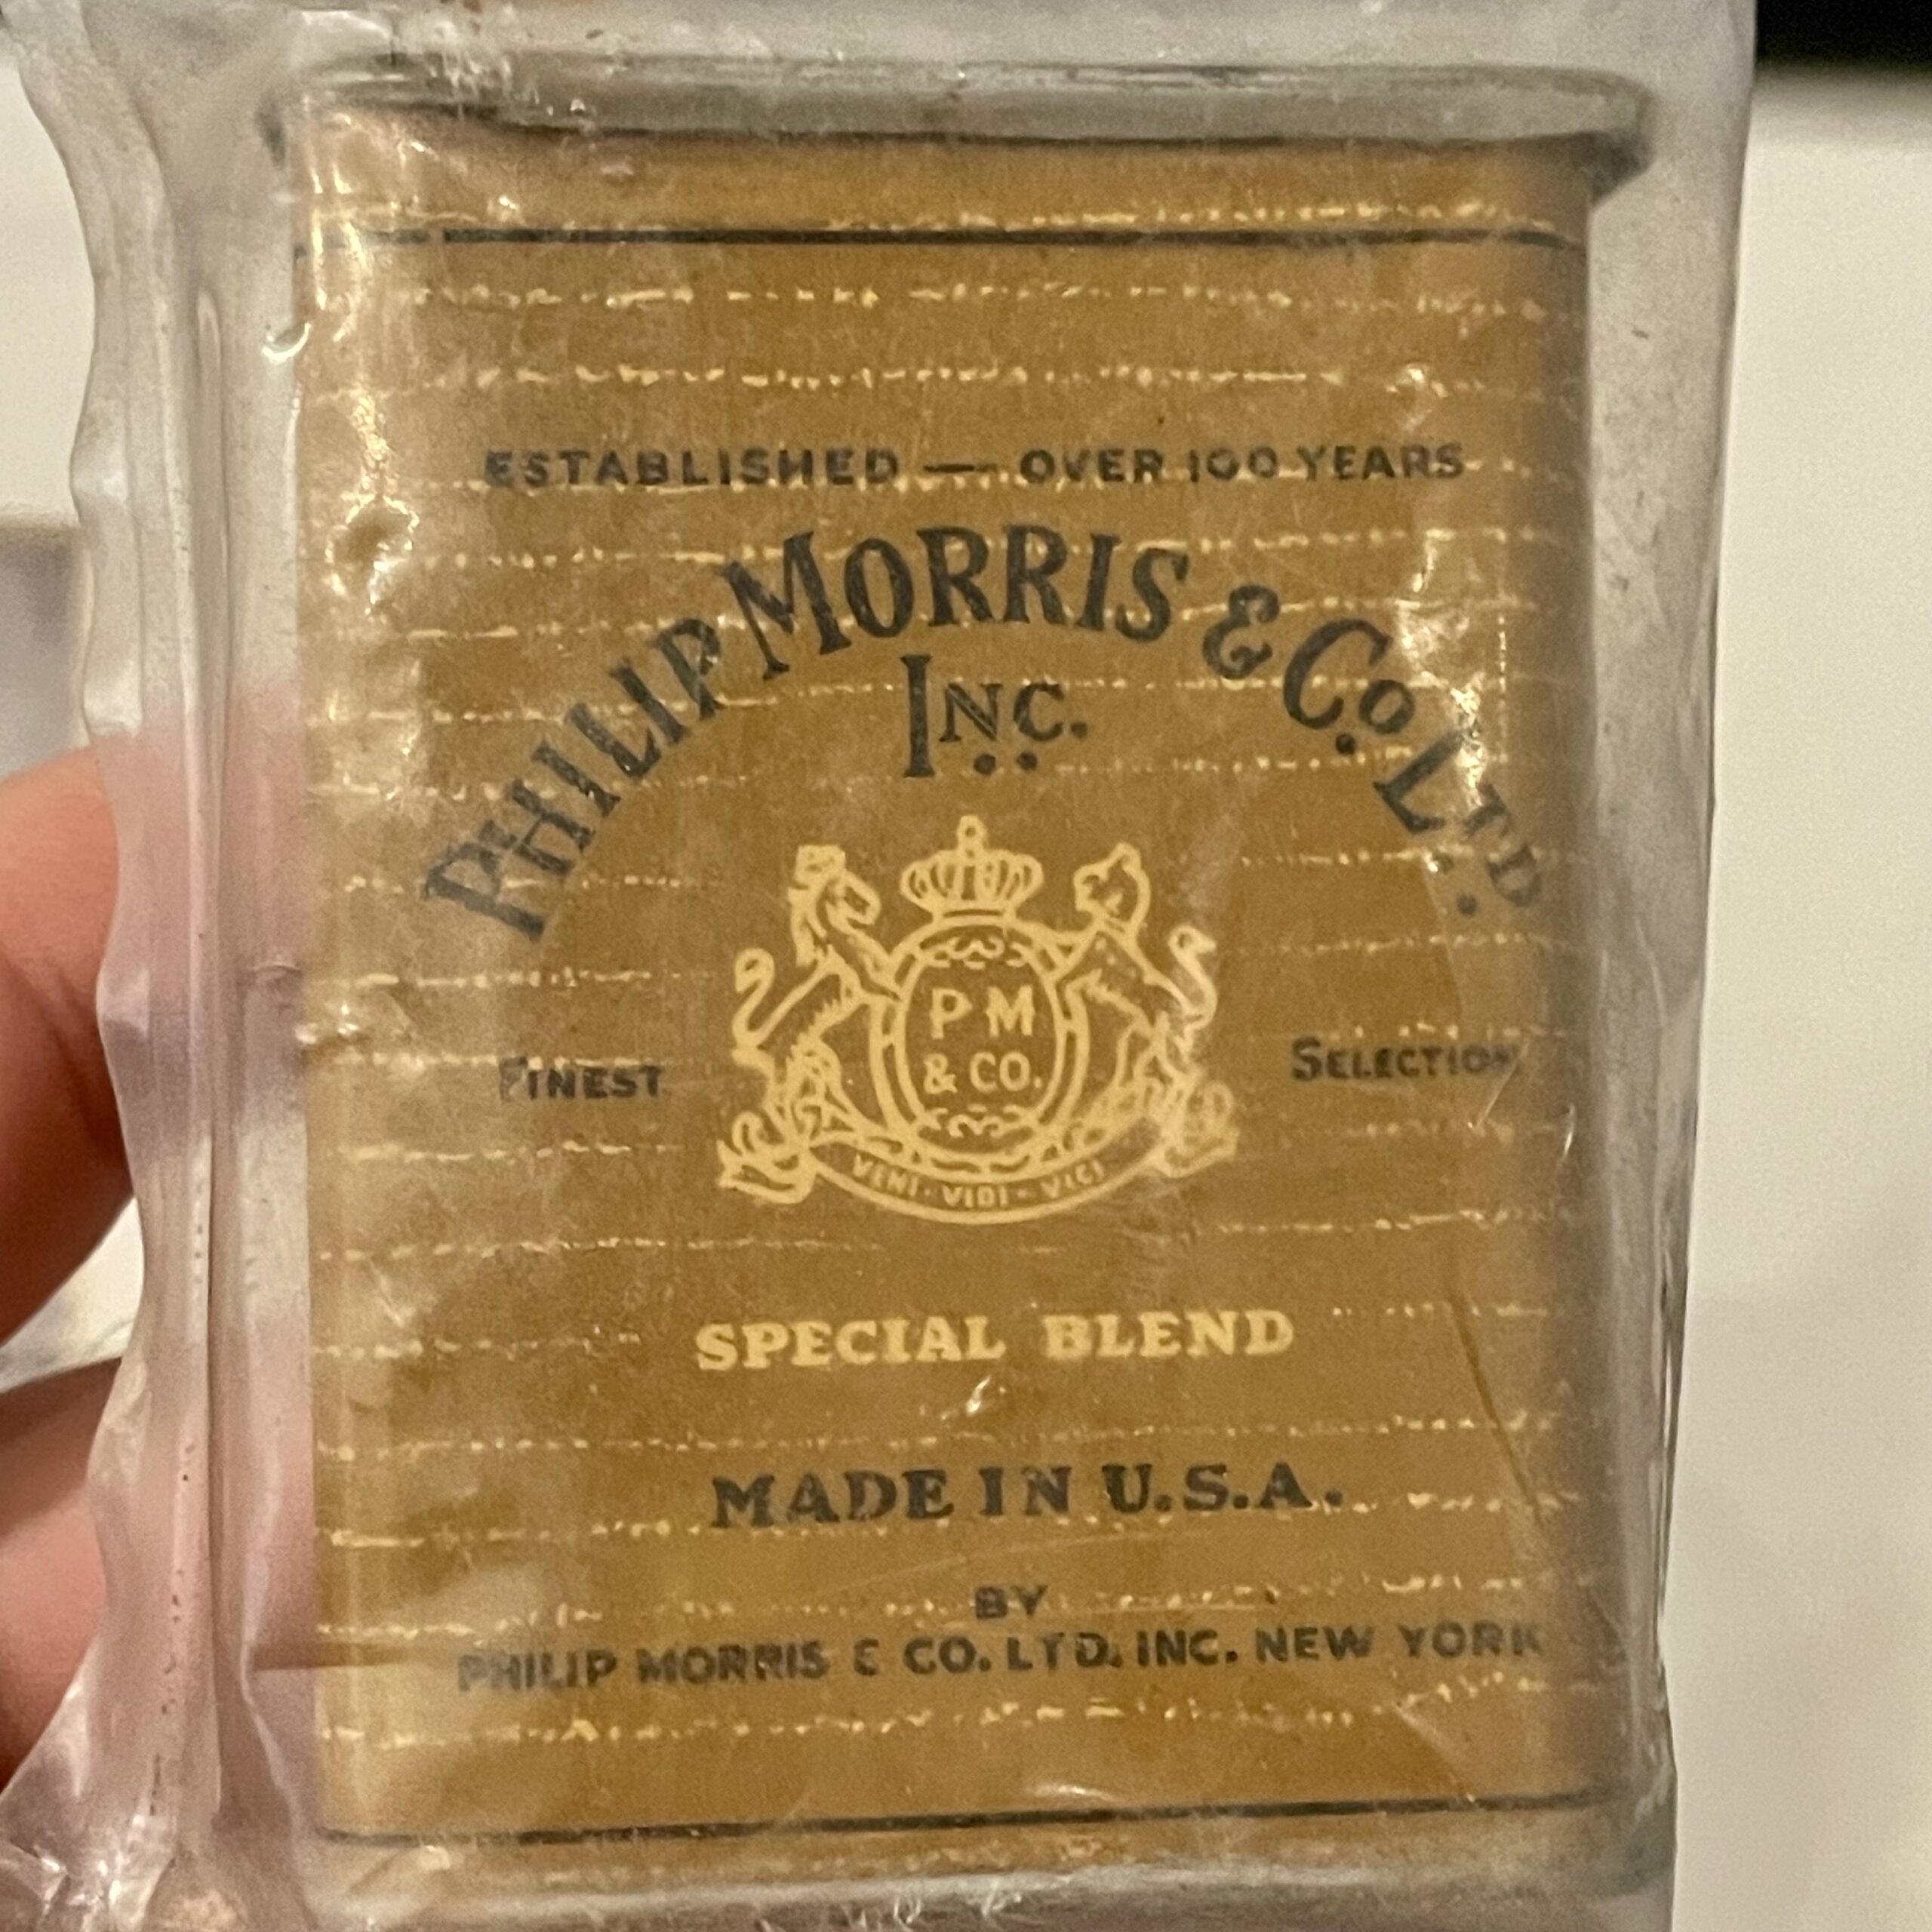 ESTABLISHED — OVER 100 YEARS
PHILIP MORRIS & Co. LTD.
INC.
P M
& CO.
VENI · VIDI · VICI
FINEST SELECTION
SPECIAL BLEND
MADE IN U.S.A.
BY
PHILIP MORRIS & CO. LTD. INC. NEW YORK